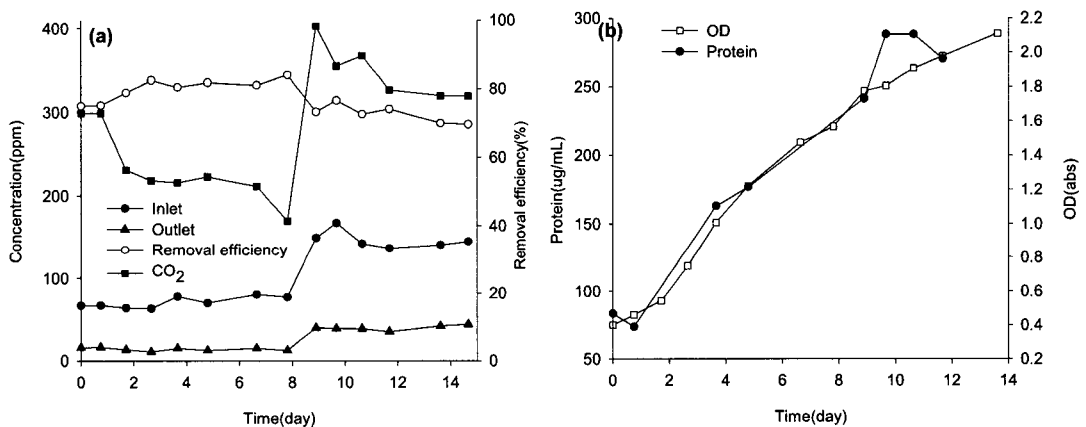 (a)
Concentration(ppm)
400
300
200
100
0
Inlet
Outlet
Removal efficiency
CO2
0 2 4 6 8 10 12 14
Time(day)
100
80
60
40
20
0
Removal efficiency(%)
(b)
Protein(ug/mL)
300
250
200
150
100
50
OD
Protein
0 2 4 6 8 10 12 14
Time(day)
2.2
2.0
1.8
1.6
1.4
1.2
1.0
0.8
0.6
0.4
0.2
OD(abs)